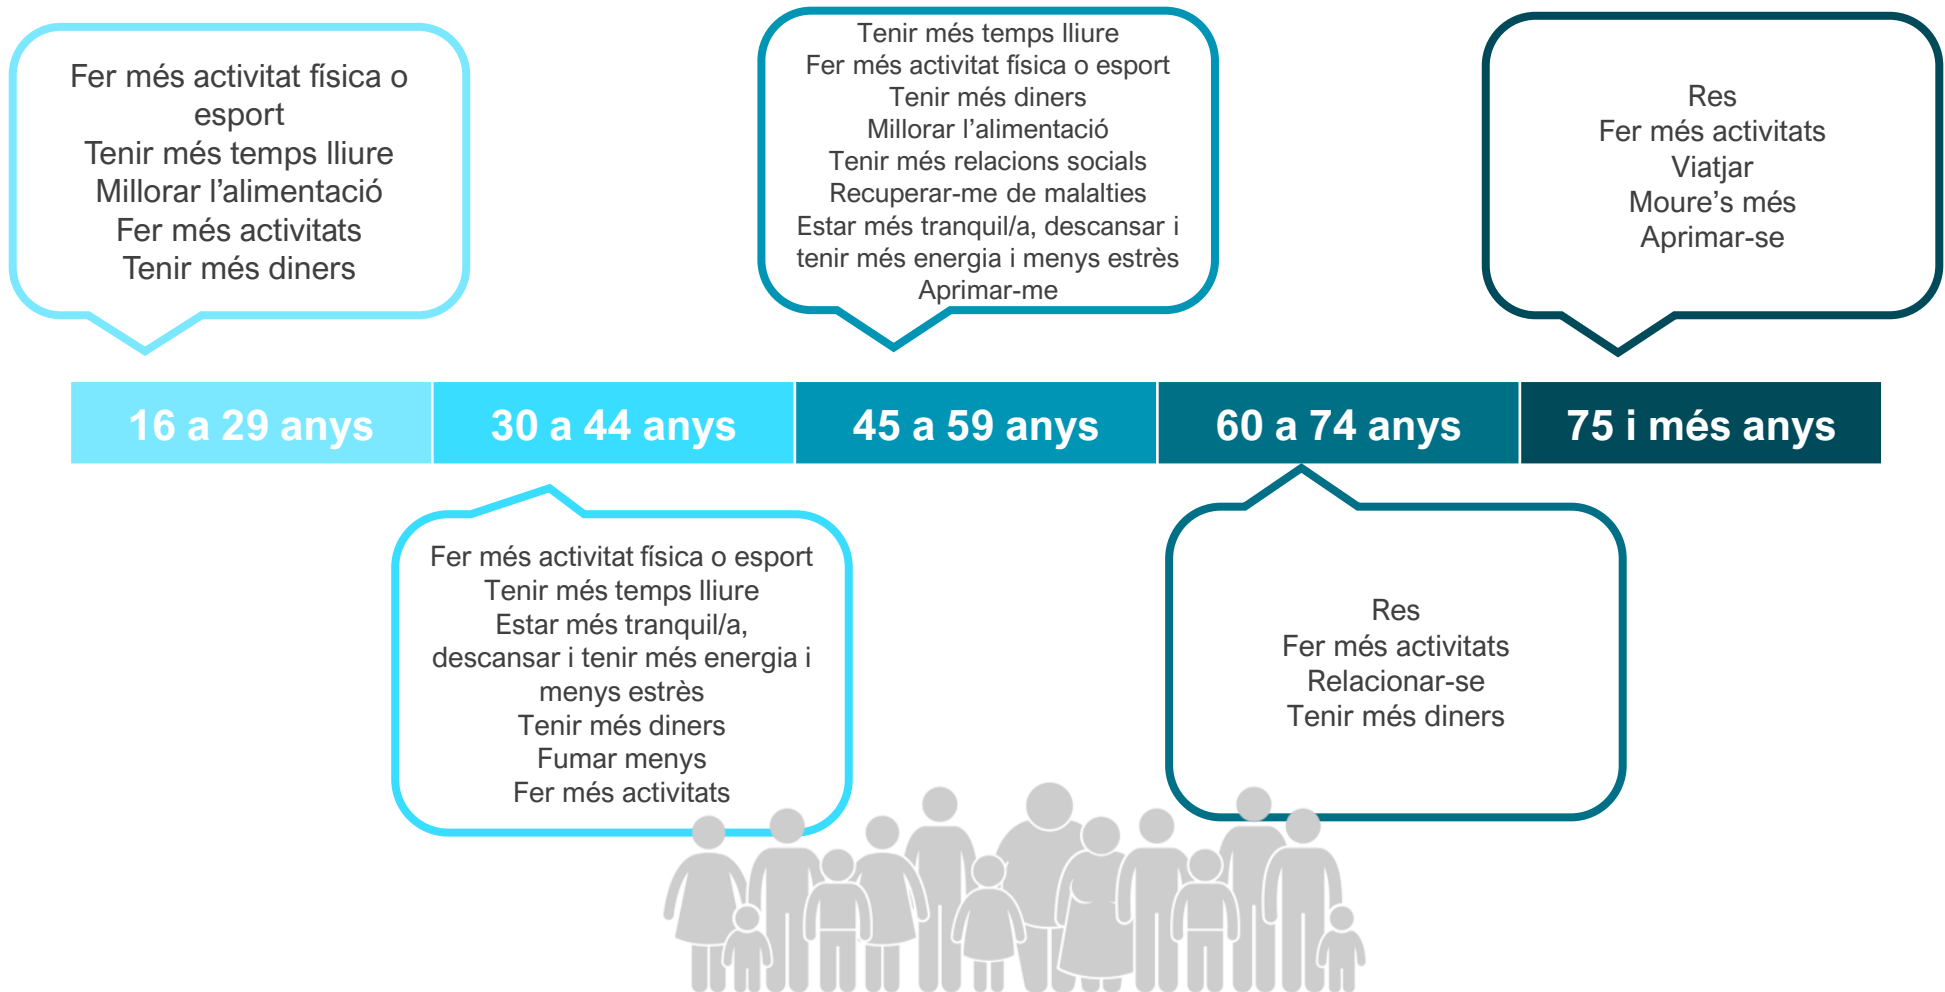 Fer més activitat física o
esport
Tenir més temps lliure
Millorar l’alimentació
Fer més activitats
Tenir més diners
Tenir més temps lliure
Fer més activitat física o esport
Tenir més diners
Millorar l’alimentació
Tenir més relacions socials
Recuperar-me de malalties
Estar més tranquil/a, descansar i
tenir més energia i menys estrès
Aprimar-me
Res
Fer més activitats
Viatjar
Moure’s més
Aprimar-se
16 a 29 anys
30 a 44 anys
45 a 59 anys
60 a 74 anys
75 i més anys
Fer més activitat física o esport
Tenir més temps lliure
Estar més tranquil/a,
descansar i tenir més energia i
menys estrès
Tenir més diners
Fumar menys
Fer més activitats
Res
Fer més activitats
Relacionar-se
Tenir més diners